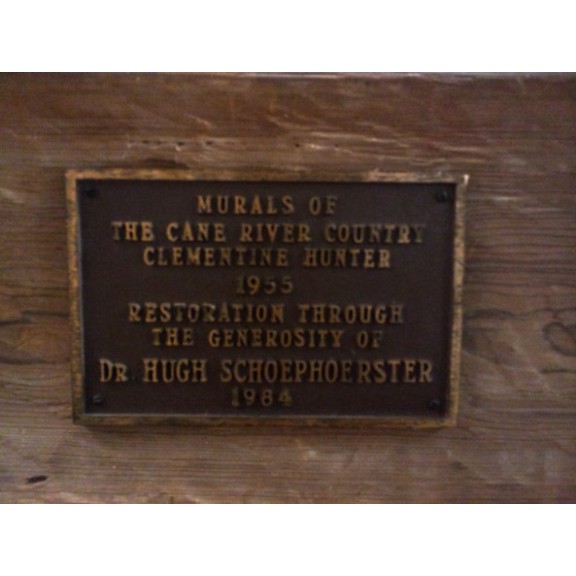 MURALS OF
THE CANE RIVER COUNTRY
CLEMENTINE HUNTER
1955
RESTORATION THROUGH
THE GENEROSITY OF
DR. HUGH SCHOEPHOERSTER
1984